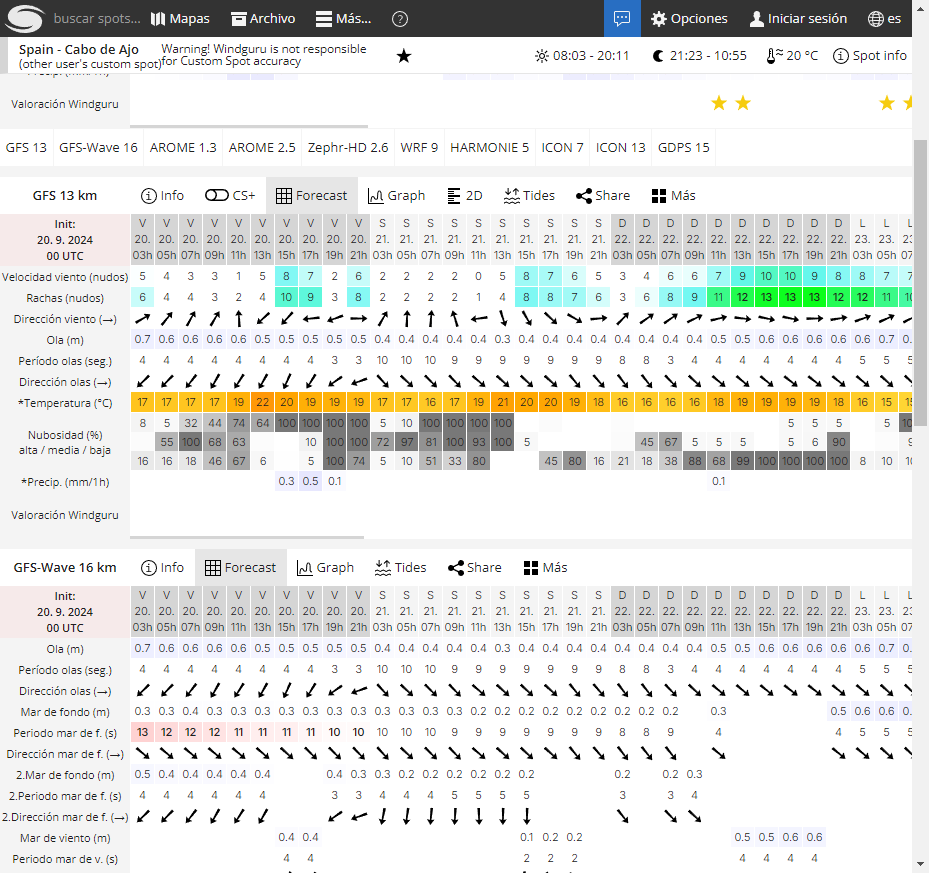 buscar spots... Mapas Archivo Más... Opciones Iniciar sesión es
Spain - Cabo de Ajo
(other user's custom spot)
Warning! Windguru is not responsible
for Custom Spot accuracy
08:03 - 20:11 21:23 - 10:55 20 °C Spot info
Valoración Windguru
GFS 13 GFS-Wave 16 AROME 1.3 AROME 2.5 Zephr-HD 2.6 WRF 9 HARMONIE 5 ICON 7 ICON 13 GDPS 15
GFS 13 km Info CS+ Forecast Graph 2D Tides Share Más
Init: V V V V V V V V V V S S S S S S S S S S D D D D D D D D D D L L L
20. 9. 2024 20. 20. 20. 20. 20. 20. 20. 20. 20. 20. 21. 21. 21. 21. 21. 21. 21. 21. 21. 21. 22. 22. 22. 22. 22. 22. 22. 22. 22. 22. 23. 23. 23
00 UTC 03h 05h 07h 09h 11h 13h 15h 17h 19h 21h 03h 05h 07h 09h 11h 13h 15h 17h 19h 21h 03h 05h 07h 09h 11h 13h 15h 17h 19h 21h 03h 05h 07
Velocidad viento (nudos) 5 4 3 3 1 5 8 7 2 6 2 2 2 2 0 5 8 7 6 5 3 4 6 6 7 9 10 10 9 8 8 7 7
Rachas (nudos) 6 4 4 3 2 4 10 9 3 8 2 2 2 2 1 4 8 8 7 6 3 6 8 9 11 12 13 13 13 12 12 11 10
Dirección viento (→)
Ola (m) 0.7 0.6 0.6 0.6 0.6 0.5 0.5 0.5 0.5 0.5 0.4 0.4 0.4 0.4 0.4 0.3 0.4 0.4 0.4 0.4 0.4 0.4 0.4 0.4 0.5 0.5 0.6 0.6 0.6 0.6 0.6 0.7 0.
Período olas (seg.) 4 4 4 4 4 4 4 4 3 3 10 10 10 9 9 9 9 9 9 9 8 8 3 4 4 4 4 4 4 4 5 5 5
Dirección olas (→)
*Temperatura (°C) 17 17 17 17 19 22 20 19 19 19 17 17 16 17 19 21 20 20 19 18 16 16 16 16 18 19 19 19 19 18 16 15 15
Nubosidad (%)
alta / media / baja
8 5 32 44 74 64 100 100 100 100 5 10 100 100 100 100 5 5 5 5 10
55 100 68 63 10 100 100 72 97 81 100 93 100 5 45 67 5 5 5 5 6 90 9
16 16 18 46 67 6 5 100 74 5 10 51 33 80 45 80 16 21 18 38 88 68 99 100 100 100 100 8 10 10
*Precip. (mm/1h) 0.3 0.5 0.1 0.1
Valoración Windguru
GFS-Wave 16 km Info Forecast Graph Tides Share Más
Init: V V V V V V V V V V S S S S S S S S S S D D D D D D D D D D L L L
20. 9. 2024 20. 20. 20. 20. 20. 20. 20. 20. 20. 20. 21. 21. 21. 21. 21. 21. 21. 21. 21. 21. 22. 22. 22. 22. 22. 22. 22. 22. 22. 22. 23. 23. 23
00 UTC 03h 05h 07h 09h 11h 13h 15h 17h 19h 21h 03h 05h 07h 09h 11h 13h 15h 17h 19h 21h 03h 05h 07h 09h 11h 13h 15h 17h 19h 21h 03h 05h 07
Ola (m) 0.7 0.6 0.6 0.6 0.6 0.5 0.5 0.5 0.5 0.5 0.4 0.4 0.4 0.4 0.4 0.3 0.4 0.4 0.4 0.4 0.4 0.4 0.4 0.4 0.5 0.5 0.6 0.6 0.6 0.6 0.6 0.7 0.
Período olas (seg.) 4 4 4 4 4 4 4 4 3 3 10 10 10 9 9 9 9 9 9 9 8 8 3 4 4 4 4 4 4 4 5 5 5
Dirección olas (→)
Mar de fondo (m) 0.3 0.3 0.4 0.3 0.3 0.3 0.3 0.3 0.3 0.3 0.3 0.3 0.3 0.3 0.2 0.2 0.2 0.2 0.2 0.2 0.2 0.2 0.2 0.3 0.5 0.6 0.6 0.
Periodo mar de f. (s) 13 12 12 12 11 11 11 11 10 10 10 10 10 9 9 9 9 9 9 9 8 8 9 4 4 5 5 5
Dirección mar de f. (→)
2.Mar de fondo (m) 0.5 0.4 0.4 0.4 0.4 0.4 0.4 0.3 0.3 0.2 0.2 0.2 0.2 0.2 0.2 0.2 0.2 0.3
2.Periodo mar de f. (s) 4 4 4 4 4 4 3 3 4 4 4 5 5 5 5 3 3 4
2.Dirección mar de f. (→)
Mar de viento (m) 0.4 0.4 0.1 0.2 0.2 0.5 0.5 0.6 0.6
Periodo mar de v. (s) 4 4 2 2 2 4 4 4 4